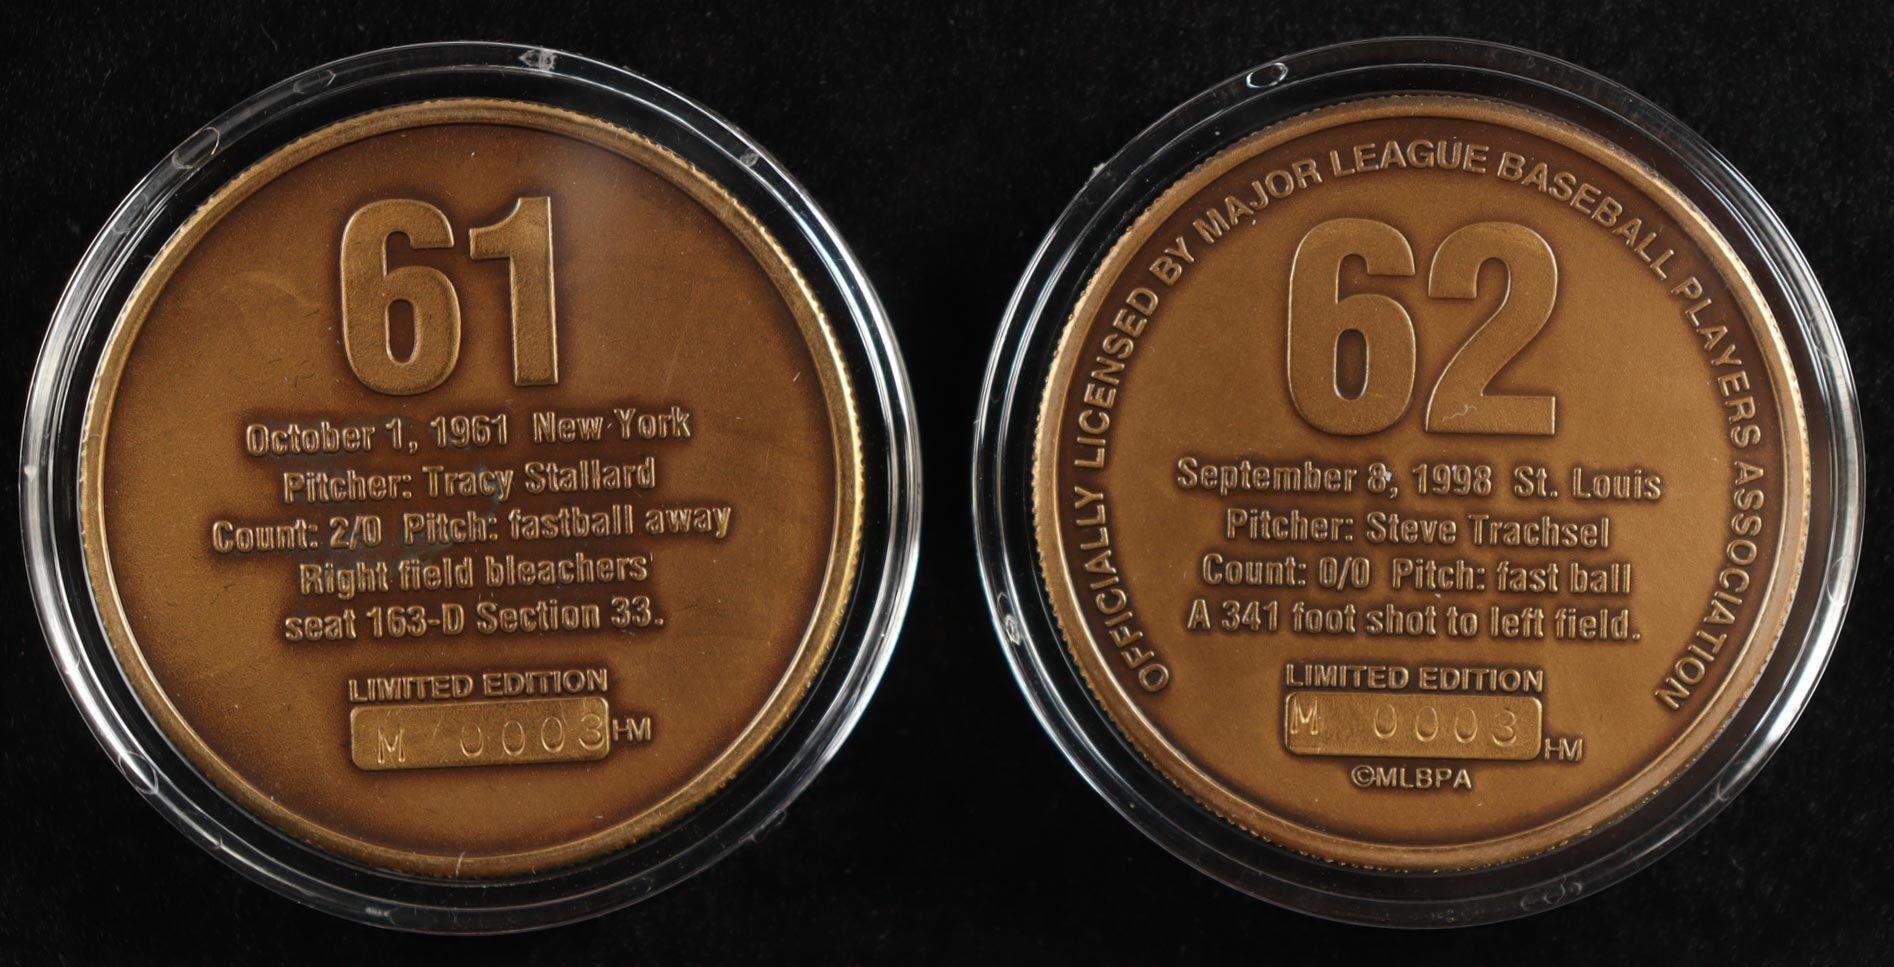 61
October 1, 1961 New York
Pitcher: Tracy Stallard
Count: 2/0 Pitch: fastball away
Right field bleachers
seat 163-D Section 33.
LIMITED EDITION
M 0003 HM
OFFICIALLY LICENSED BY MAJOR LEAGUE BASEBALL PLAYERS ASSOCIATION
62
September 8, 1998 St. Louis
Pitcher: Steve Trachsel
Count: 0/0 Pitch: fast ball
A 341 foot shot to left field.
LIMITED EDITION
M 0003 HM
©MLBPA